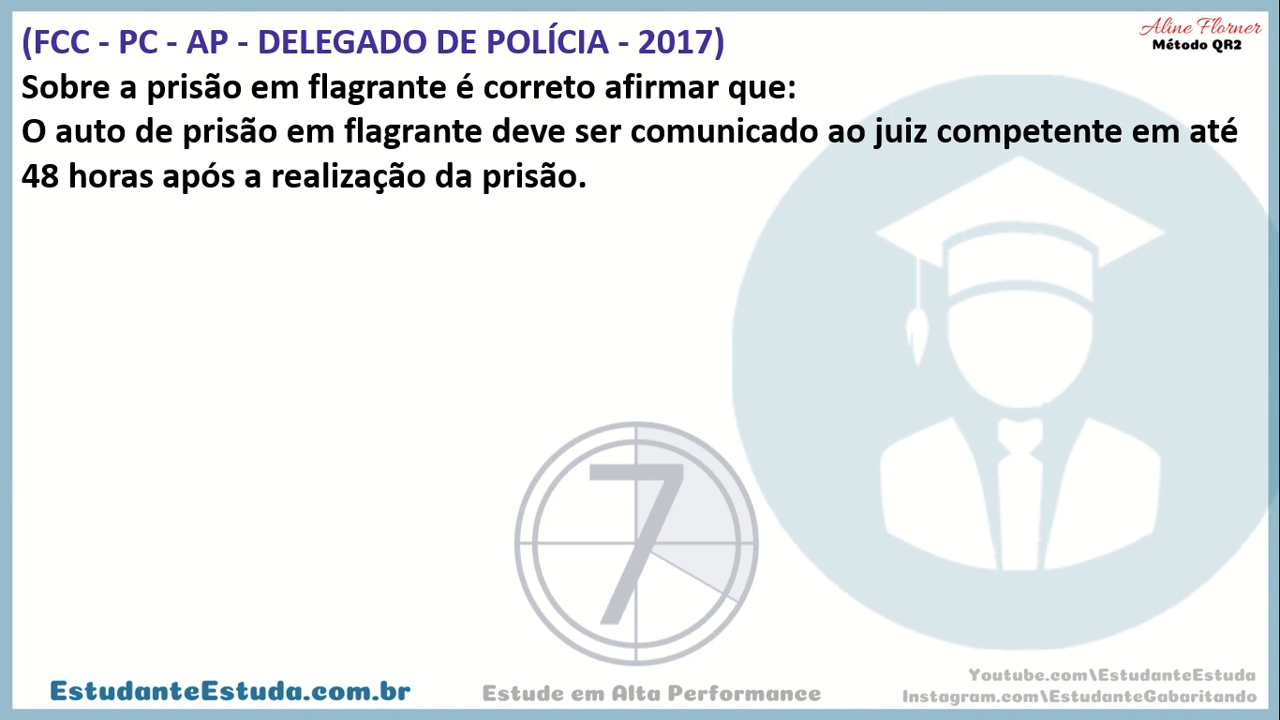 (FCC - PC - AP - DELEGADO DE POLÍCIA - 2017)
Aline Florner
Método QR2
Sobre a prisão em flagrante é correto afirmar que:
O auto de prisão em flagrante deve ser comunicado ao juiz competente em até
48 horas após a realização da prisão.
7
EstudanteEstuda.com.br
Estude em Alta Performance
Youtube.com\EstudanteEstuda
Instagram.com\EstudanteGabaritando